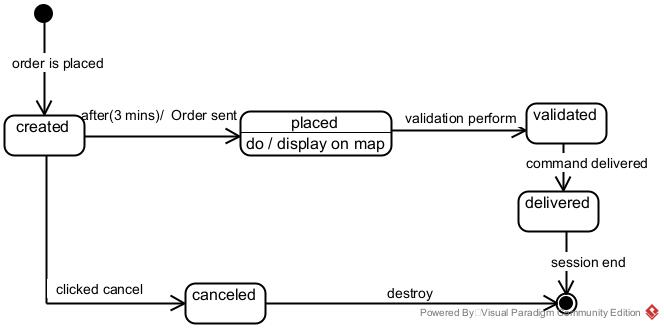 order is placed
created
after(3 mins)/ Order sent
placed
do / display on map
validation perform
validated
command delivered
delivered
session end
clicked cancel
canceled
destroy
Powered By Visual Paradigm Community Edition